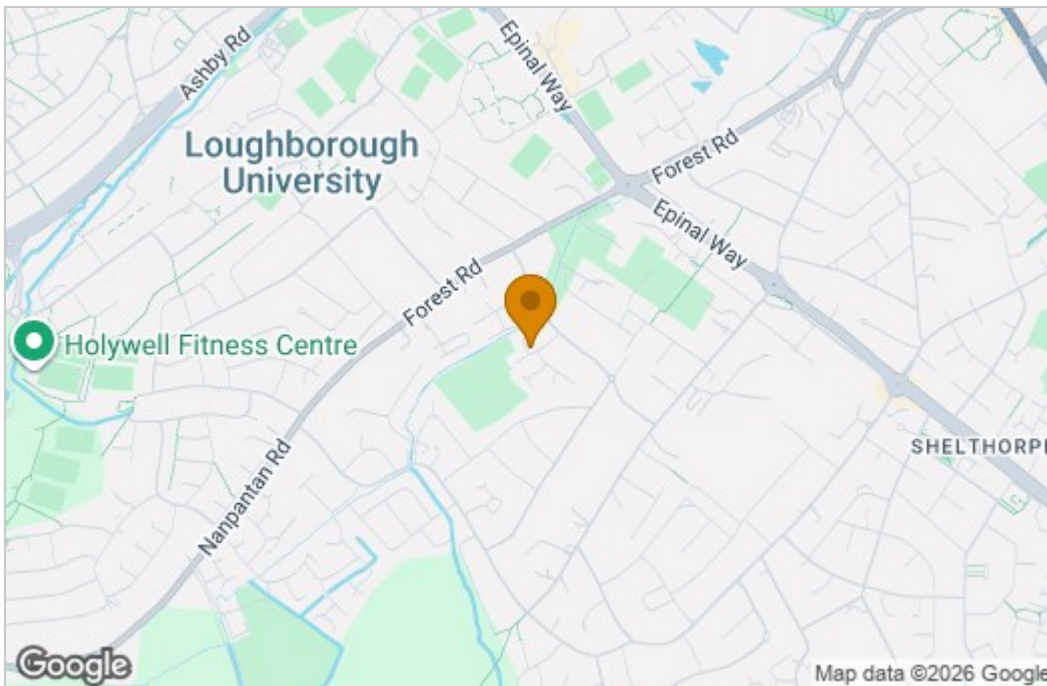 Ashby Rd
Epinal Way
Loughborough
University
Forest Rd
Epinal Way
Forest Rd
Holywell Fitness Centre
SHELTHORPE
Nanpantan Rd
Google
Map data ©2026 Google